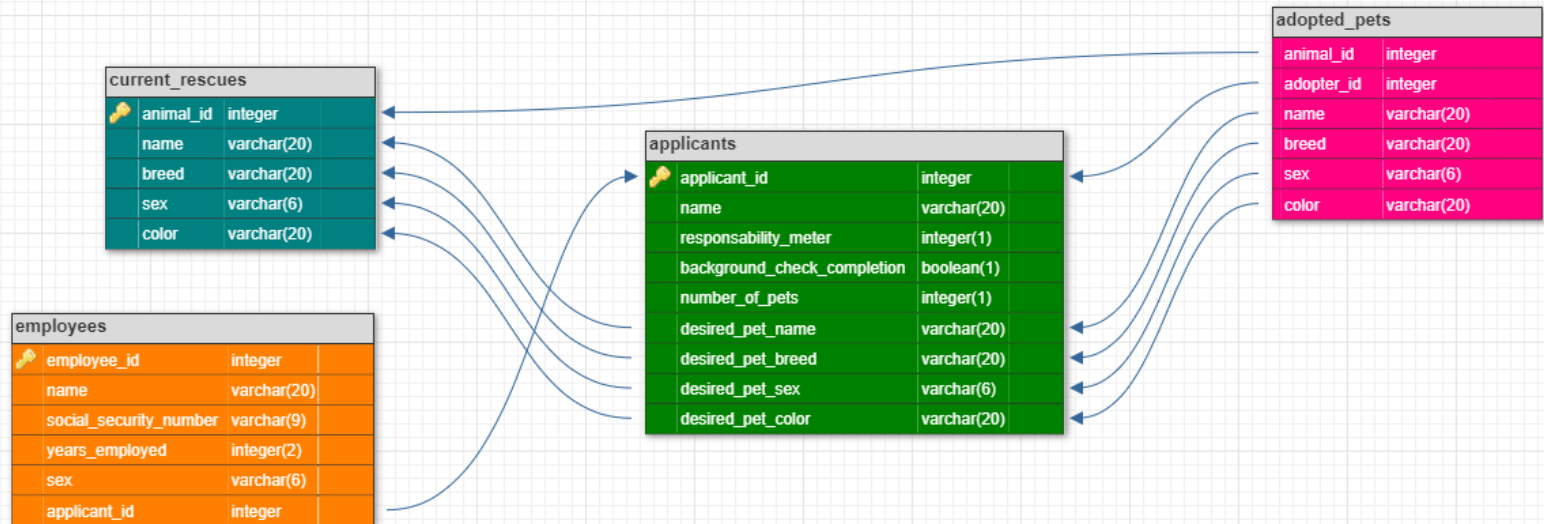 current_rescues
animal_id integer
name varchar(20)
breed varchar(20)
sex varchar(6)
color varchar(20)
employees
employee_id integer
name varchar(20)
social_security_number varchar(9)
years_employed integer(2)
sex varchar(6)
applicant_id integer
applicants
applicant_id integer
name varchar(20)
responsability_meter integer(1)
background_check_completion boolean(1)
number_of_pets integer(1)
desired_pet_name varchar(20)
desired_pet_breed varchar(20)
desired_pet_sex varchar(6)
desired_pet_color varchar(20)
adopted_pets
animal_id integer
adopter_id integer
name varchar(20)
breed varchar(20)
sex varchar(6)
color varchar(20)